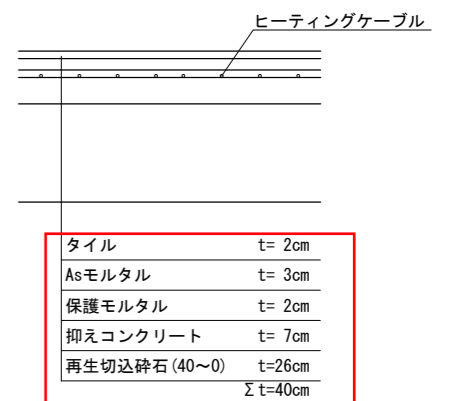 ヒーティングケーブル
タイル t= 2cm
Asモルタル t= 3cm
保護モルタル t= 2cm
抑えコンクリート t= 7cm
再生切込砕石(40～0) t=26cm
Σt=40cm